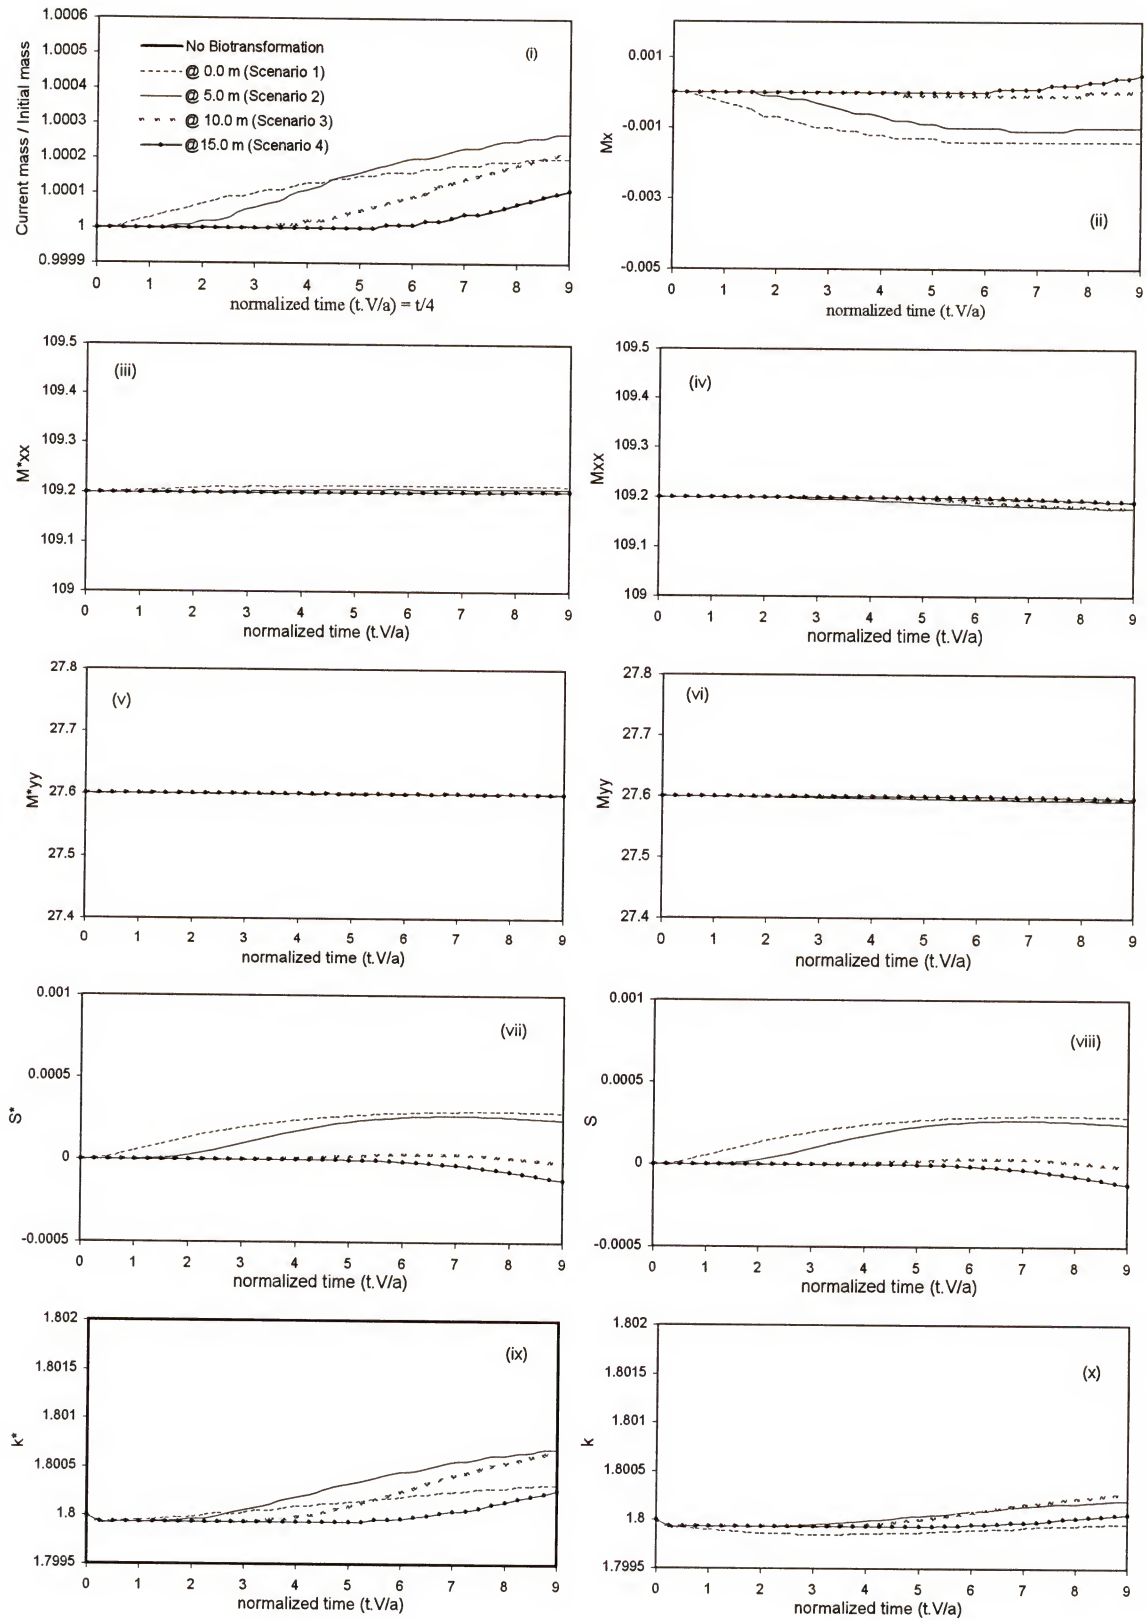 Current mass / Initial mass
1.0006
1.0005
1.0004
1.0003
1.0002
1.0001
1
0.9999
No Biotransformation
@ 0.0 m (Scenario 1)
@ 5.0 m (Scenario 2)
@ 10.0 m (Scenario 3)
@15.0 m (Scenario 4)
(i)
0 1 2 3 4 5 6 7 8 9
normalized time (t.V/a) = t/4
Mx
0.001
-0.001
-0.003
-0.005
(ii)
0 1 2 3 4 5 6 7 8 9
normalized time (t.V/a)
M*xx
109.5
109.4
109.3
109.2
109.1
109
(iii)
0 1 2 3 4 5 6 7 8 9
normalized time (t.V/a)
Mxx
109.5
109.4
109.3
109.2
109.1
109
(iv)
0 1 2 3 4 5 6 7 8 9
normalized time (t.V/a)
M*yy
27.8
27.7
27.6
27.5
27.4
(v)
0 1 2 3 4 5 6 7 8 9
normalized time (t.V/a)
Myy
27.8
27.7
27.6
27.5
27.4
(vi)
0 1 2 3 4 5 6 7 8 9
normalized time (t.V/a)
S*
0.001
0.0005
0
-0.0005
(vii)
0 1 2 3 4 5 6 7 8 9
normalized time (t.V/a)
S
0.001
0.0005
0
-0.0005
(viii)
0 1 2 3 4 5 6 7 8 9
normalized time (t.V/a)
k*
1.802
1.8015
1.801
1.8005
1.8
1.7995
(ix)
0 1 2 3 4 5 6 7 8 9
normalized time (t.V/a)
k
1.802
1.8015
1.801
1.8005
1.8
1.7995
(x)
0 1 2 3 4 5 6 7 8 9
normalized time (t.V/a)